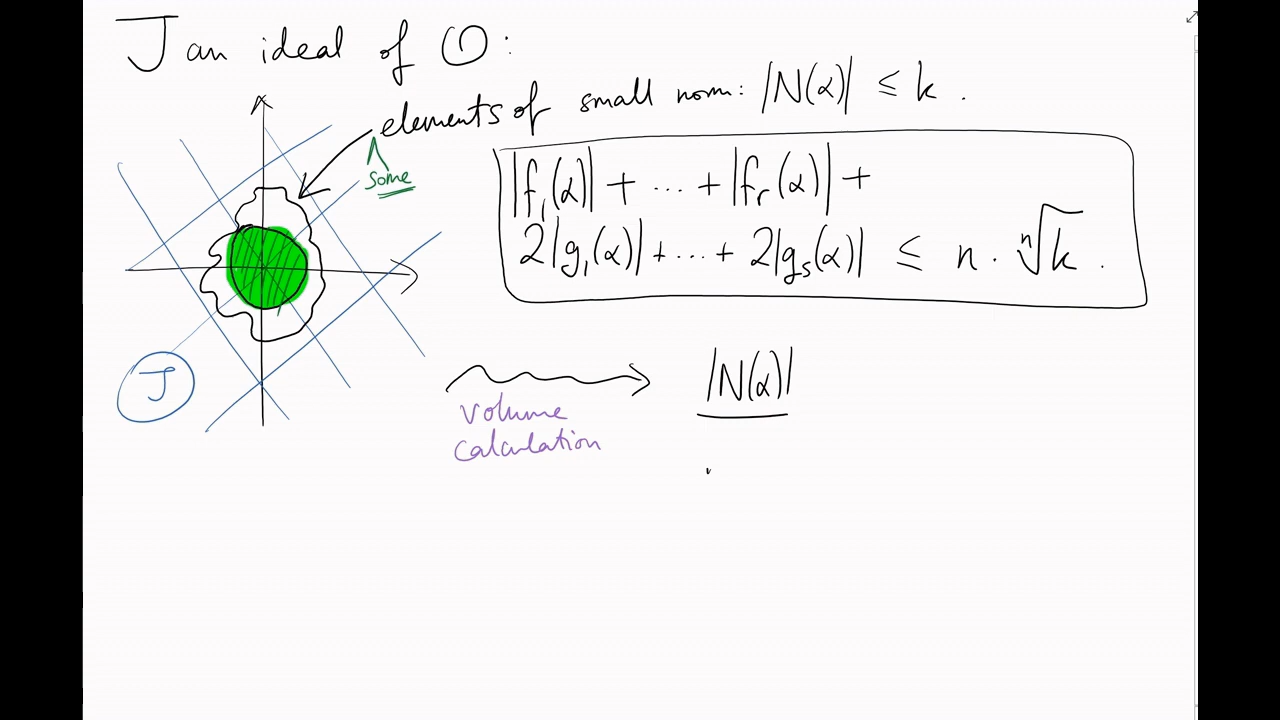 J an ideal of O:
elements of small norm: |N(α)| ≤ k .
some
|f₁(α)| + ... + |fᵣ(α)| +
2|g₁(α)| + ... + 2|gₛ(α)| ≤ n · ⁿ√k .
J
|N(α)|
volume
calculation